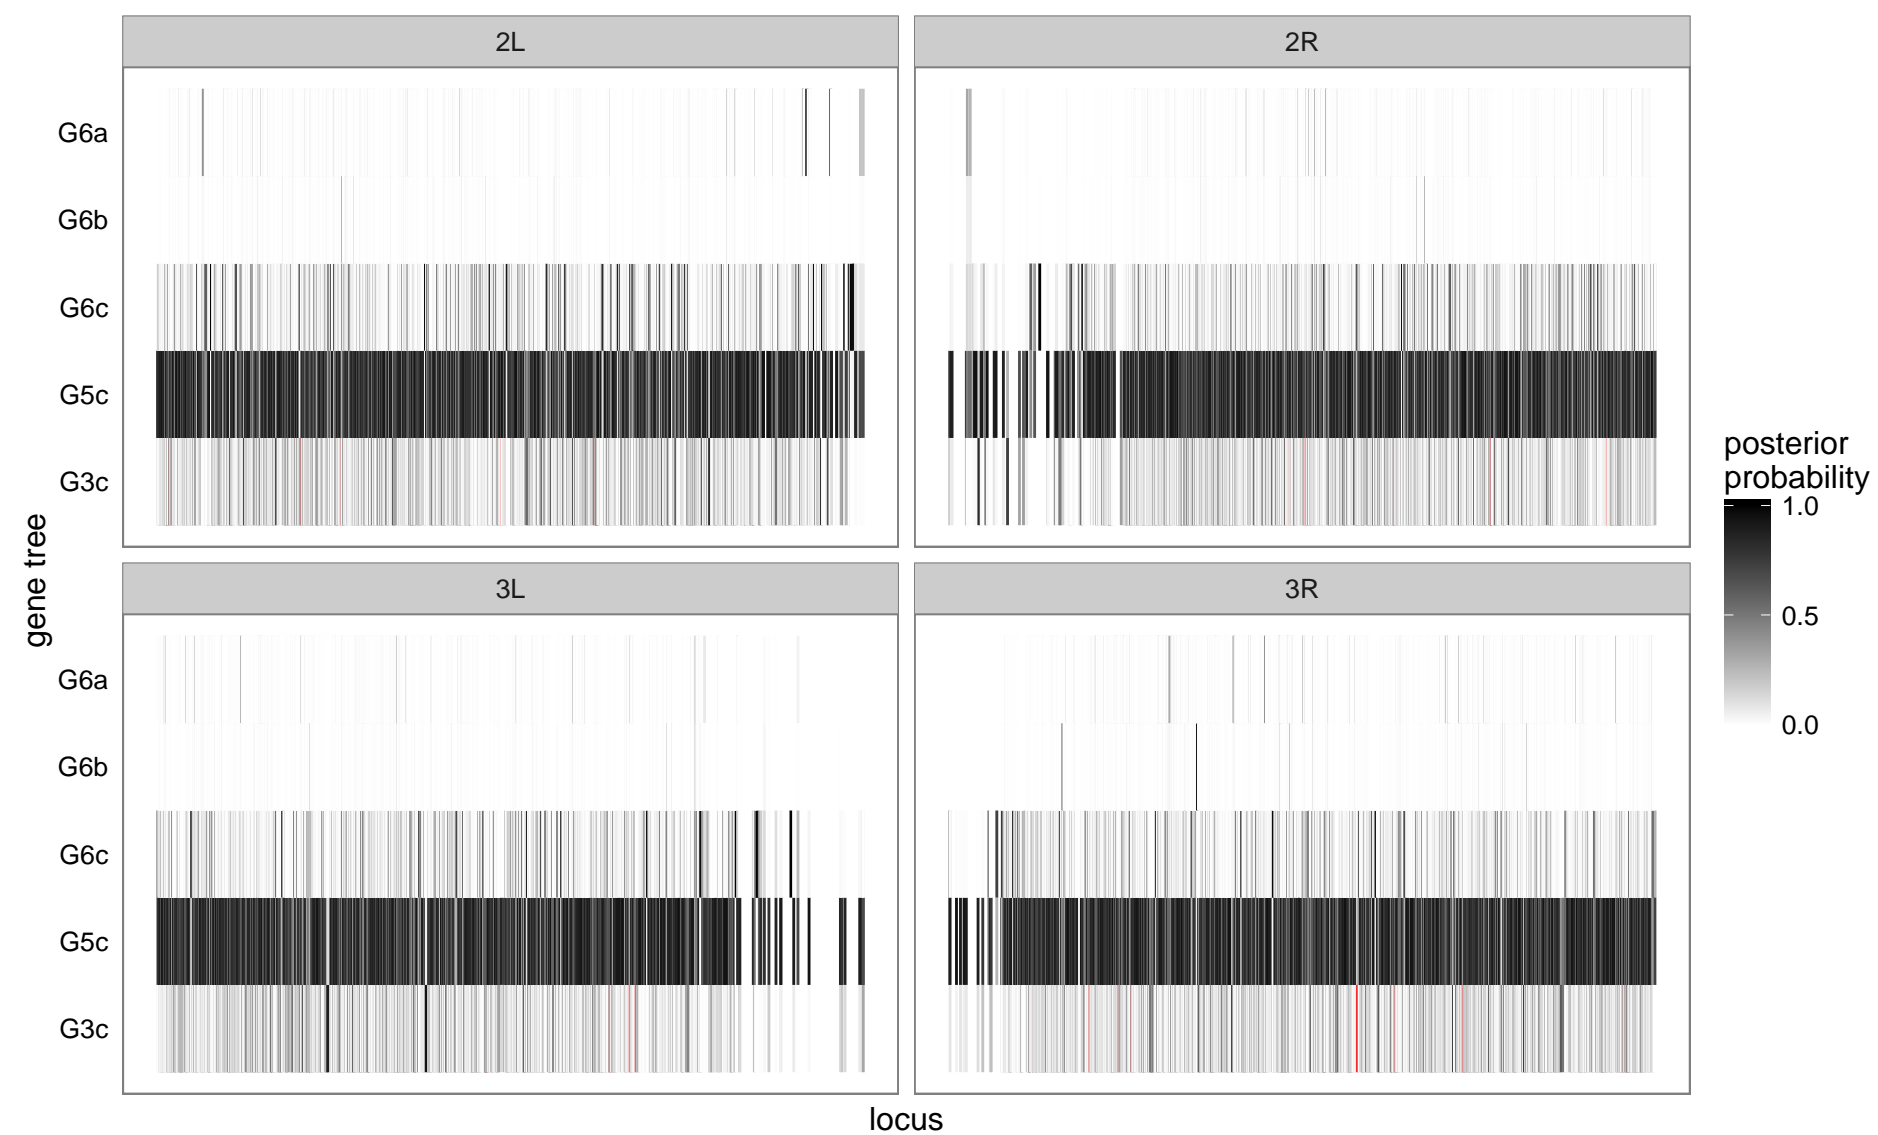 2L
2R
G6a
G6b
G6c
G5c
G3c
gene tree
posterior
probability
1.0
0.5
0.0
3L
3R
G6a
G6b
G6c
G5c
G3c
locus